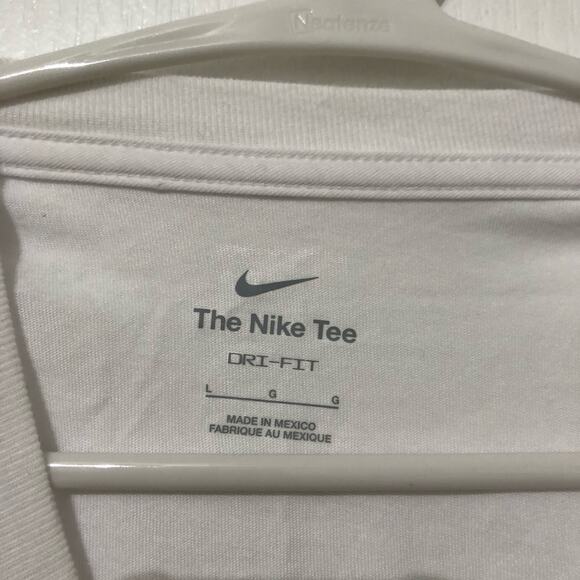 The Nike Tee
DRI-FIT
L G G
MADE IN MEXICO
FABRIQUE AU MEXIQUE